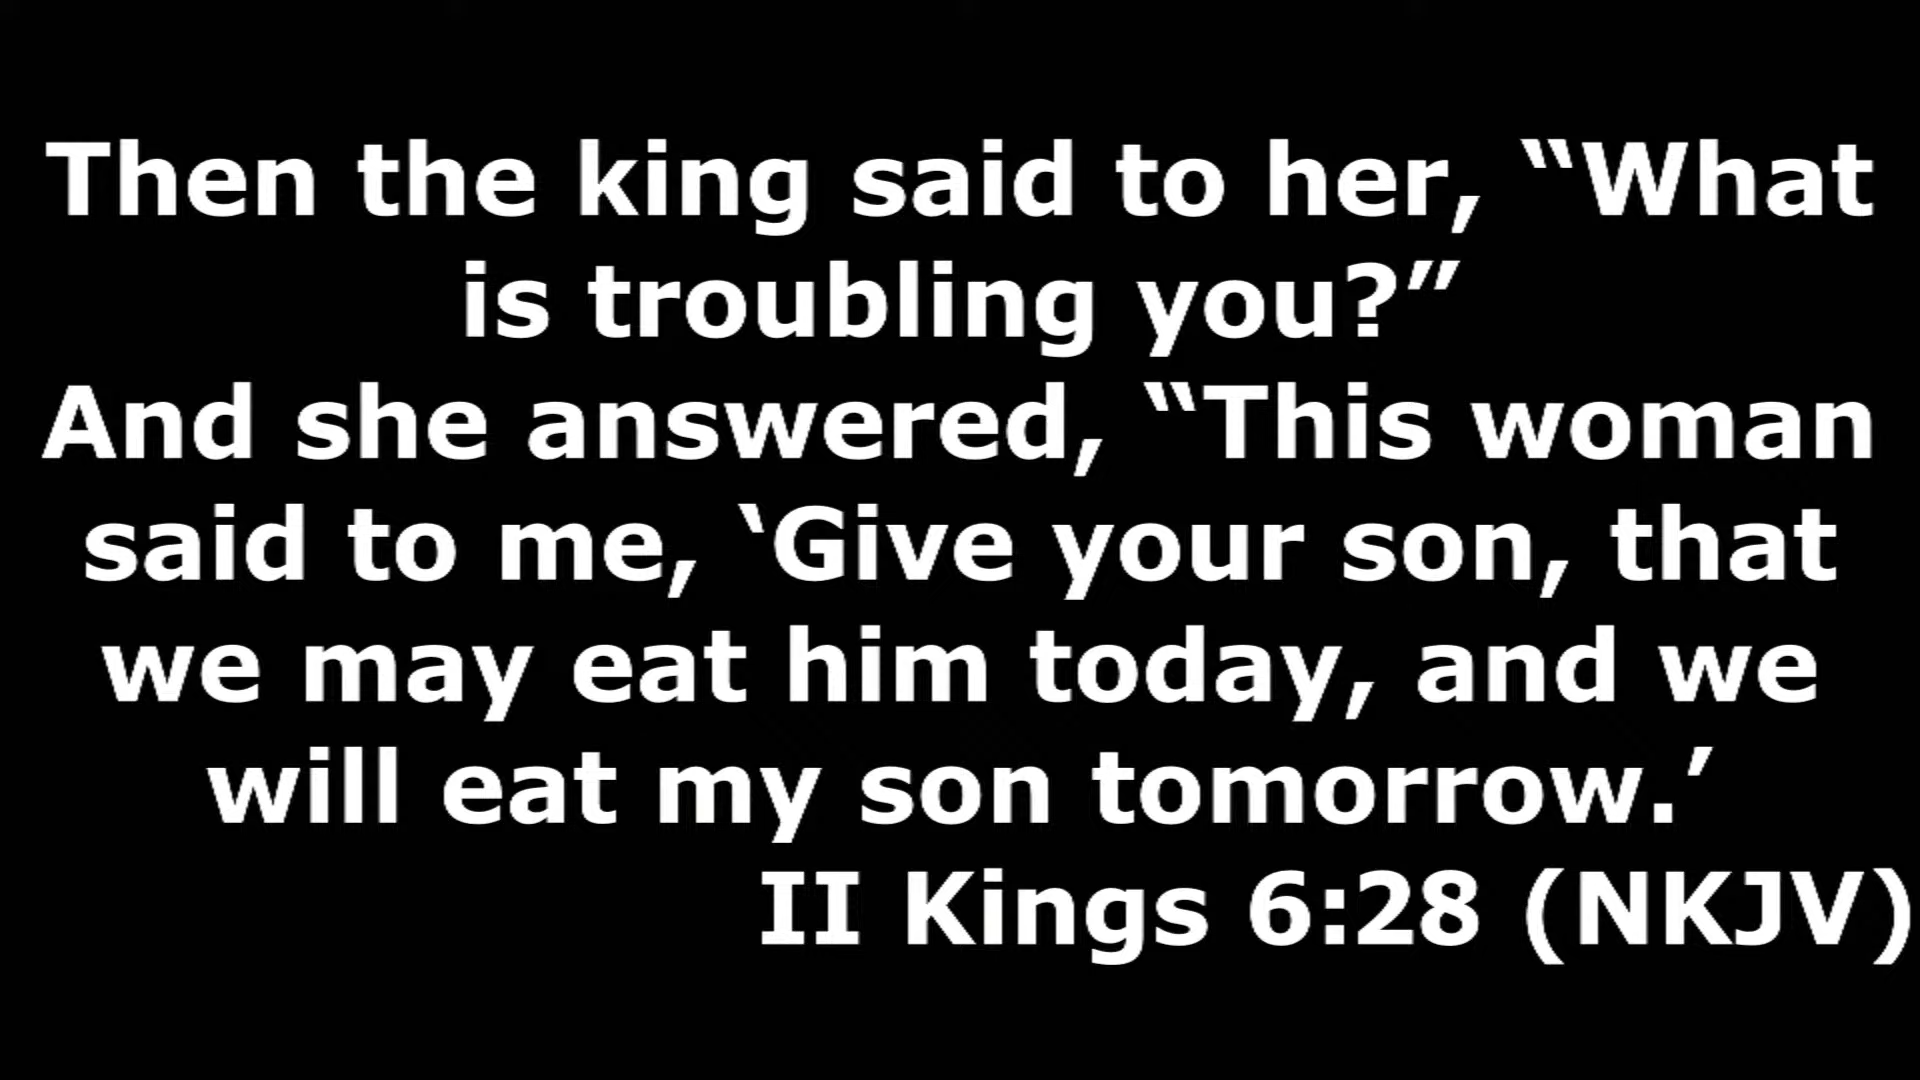 Then the king said to her, “What
is troubling you?”
And she answered, “This woman
said to me, ‘Give your son, that
we may eat him today, and we
will eat my son tomorrow.’
II Kings 6:28 (NKJV)